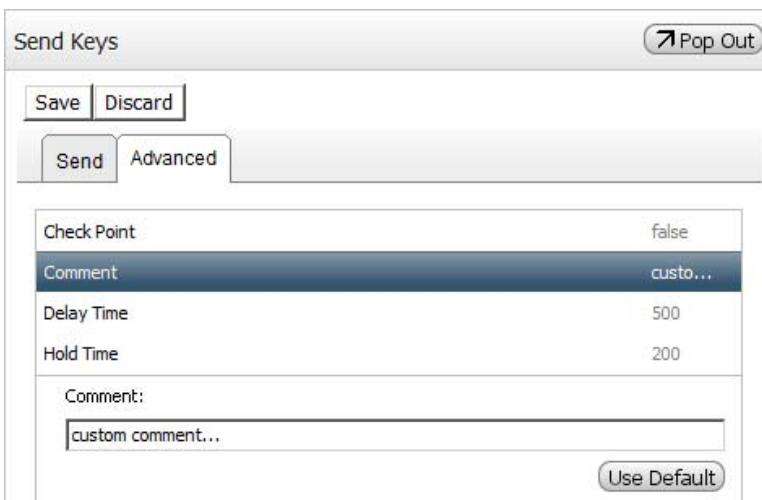 Send Keys Pop Out
Save Discard
Send Advanced
Check Point false
Comment custo...
Delay Time 500
Hold Time 200
Comment:
custom comment...
Use Default